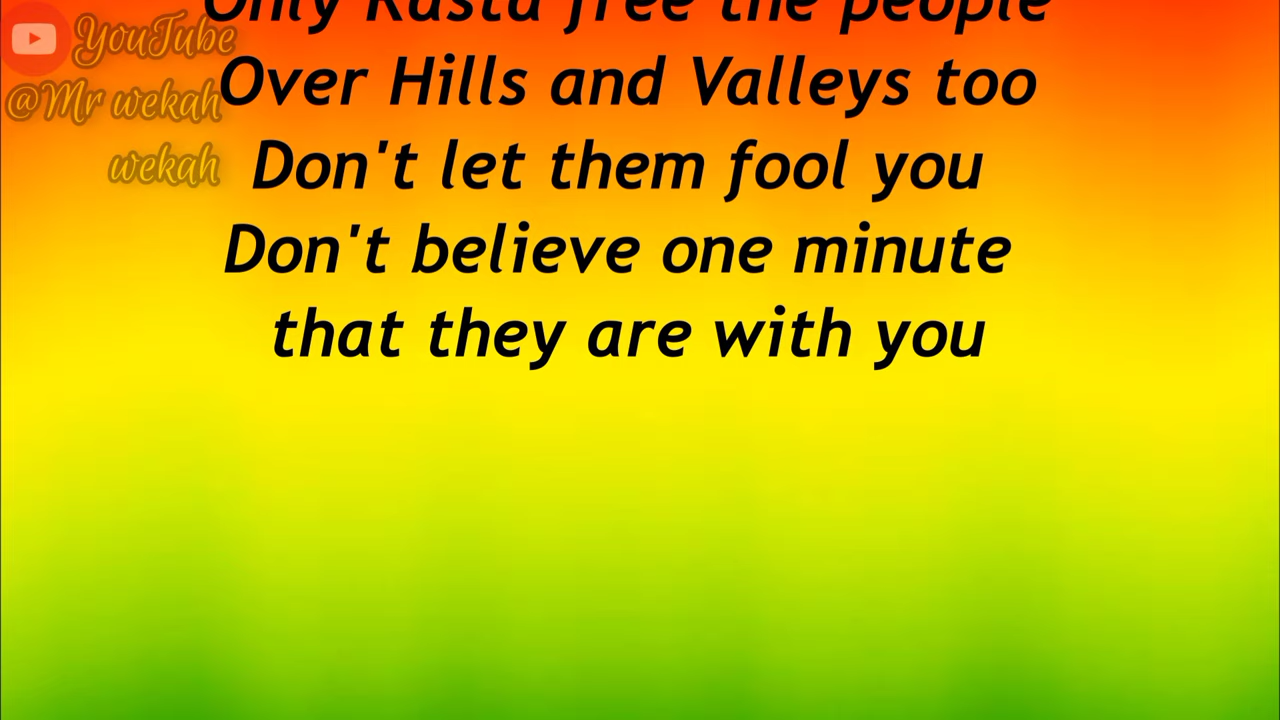 Only Rasta free the people
YouTube
Over Hills and Valleys too
@Mr wekah
wekah
Don't let them fool you
Don't believe one minute
that they are with you